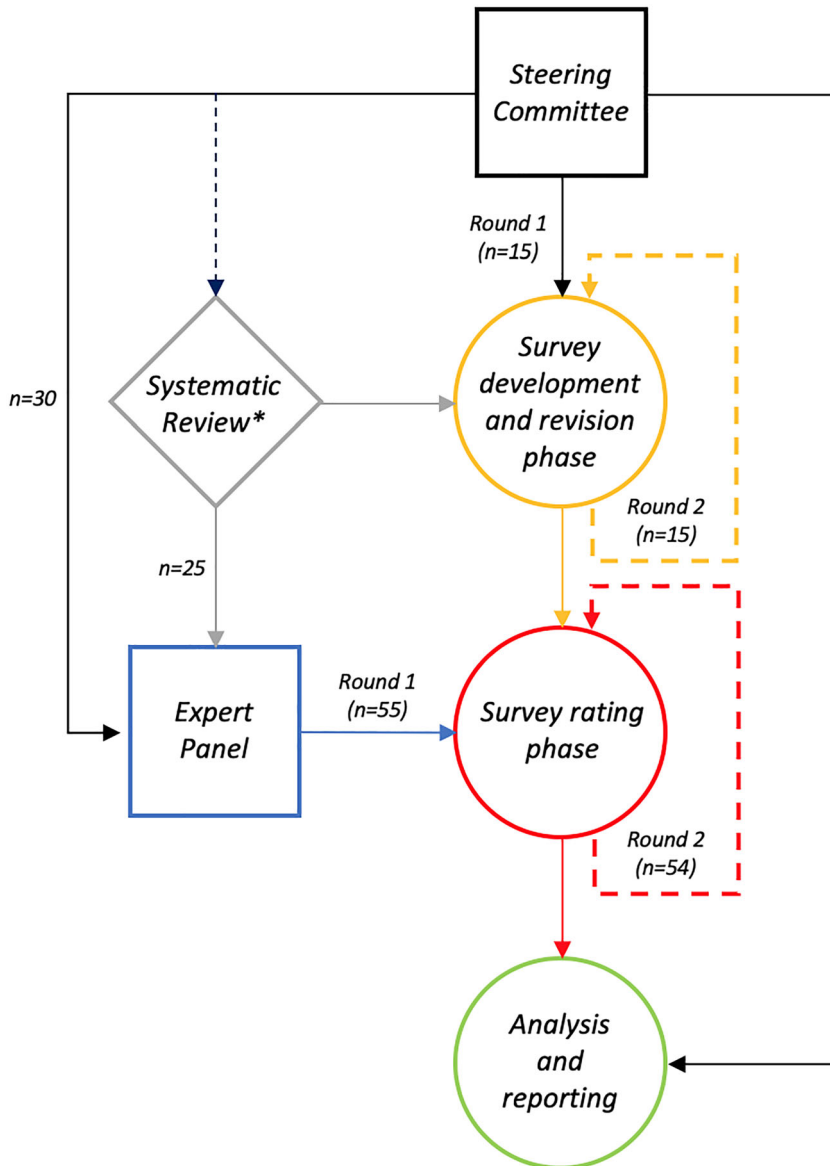 Steering
Committee
Round 1
(n=15)
n=30
Systematic
Review*
Survey
development
and revision
phase
Round 2
(n=15)
n=25
Expert
Panel
Round 1
(n=55)
Survey rating
phase
Round 2
(n=54)
Analysis
and
reporting